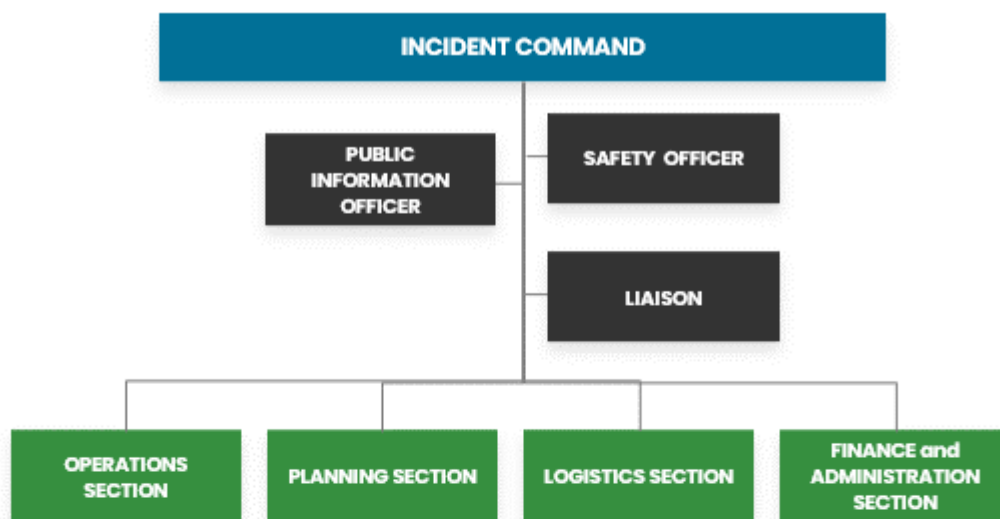 INCIDENT COMMAND
PUBLIC
INFORMATION
OFFICER
SAFETY OFFICER
LIAISON
OPERATIONS
SECTION
PLANNING SECTION
LOGISTICS SECTION
FINANCE and
ADMINISTRATION
SECTION